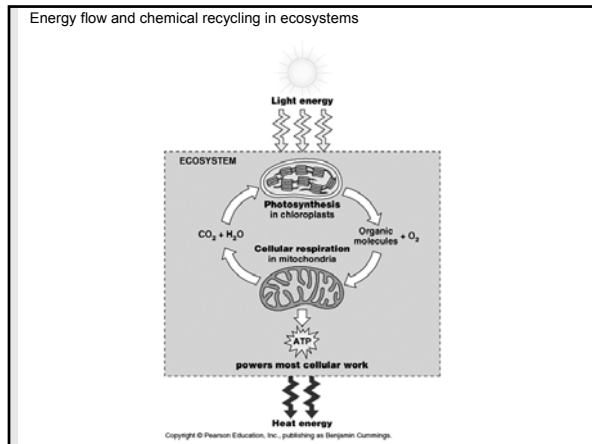 Energy flow and chemical recycling in ecosystems
Light energy
ECOSYSTEM
Photosynthesis
in chloroplasts
CO₂ + H₂O
Organic
molecules + O₂
Cellular respiration
in mitochondria
ATP
powers most cellular work
Heat energy
Copyright © Pearson Education, Inc., publishing as Benjamin Cummings.